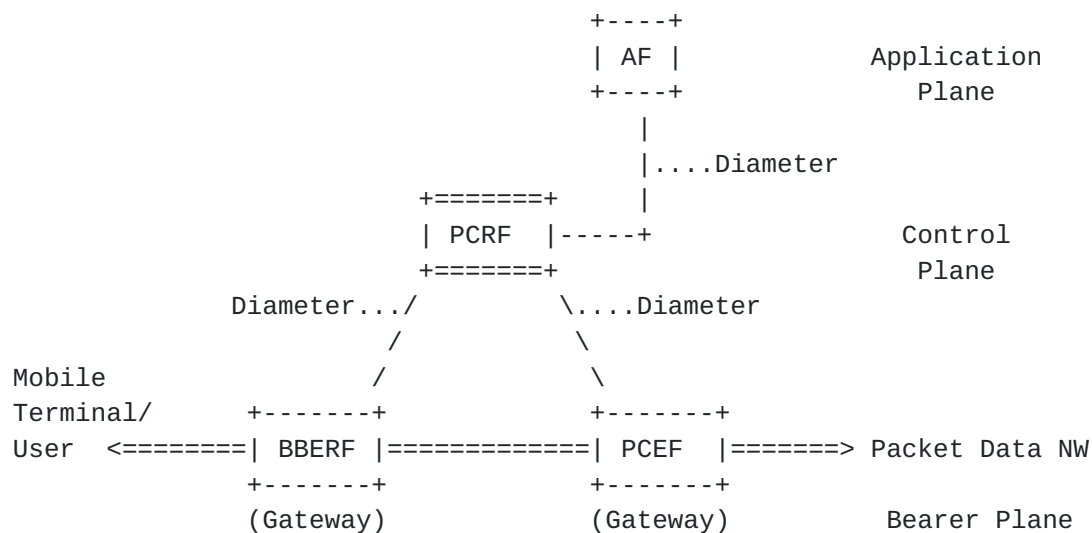 +----+
                                     | AF |            Application
                                     +----+               Plane
                                        |
                                        |....Diameter
                          +=======+     |
                          | PCRF  |-----+                Control
                          +=======+                       Plane
              Diameter.../         \....Diameter
                        /           \
Mobile                 /             \
Terminal/      +-------+             +-------+
User  <========| BBERF |=============| PCEF  |=======> Packet Data NW
               +-------+             +-------+
               (Gateway)             (Gateway)          Bearer Plane